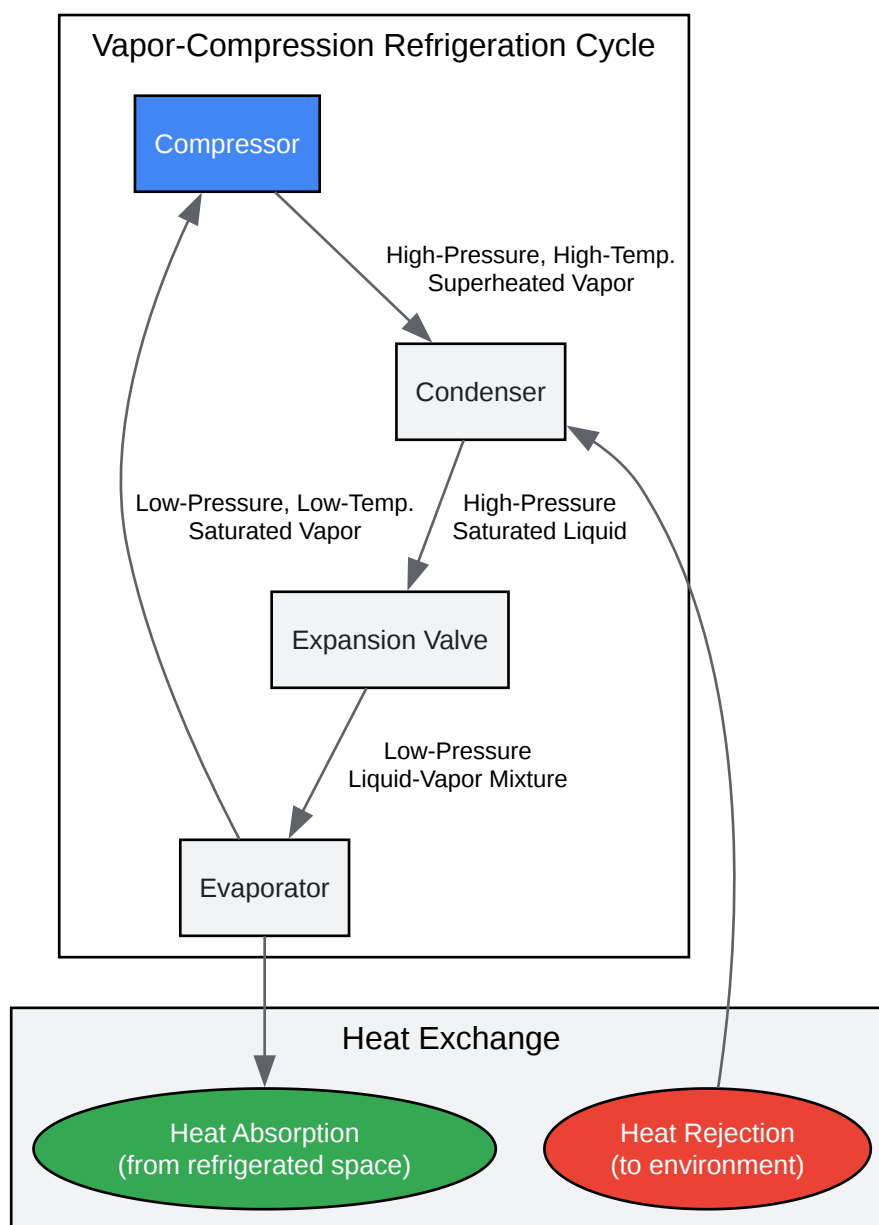 Vapor-Compression Refrigeration Cycle
Compressor
High-Pressure, High-Temp.
Superheated Vapor
Condenser
Low-Pressure, Low-Temp.
Saturated Vapor
High-Pressure
Saturated Liquid
Expansion Valve
Low-Pressure
Liquid-Vapor Mixture
Evaporator
Heat Exchange
Heat Absorption
(from refrigerated space)
Heat Rejection
(to environment)